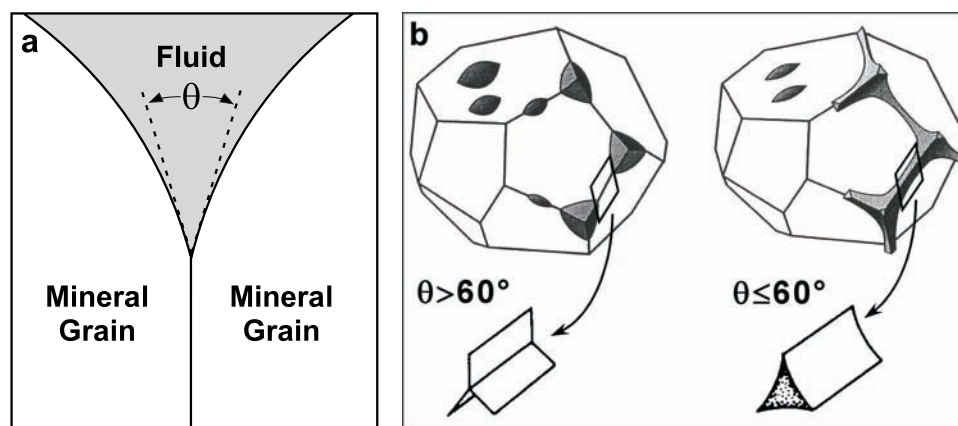 a
Fluid
θ
Mineral
Grain
Mineral
Grain
b
θ>60°
θ≤60°